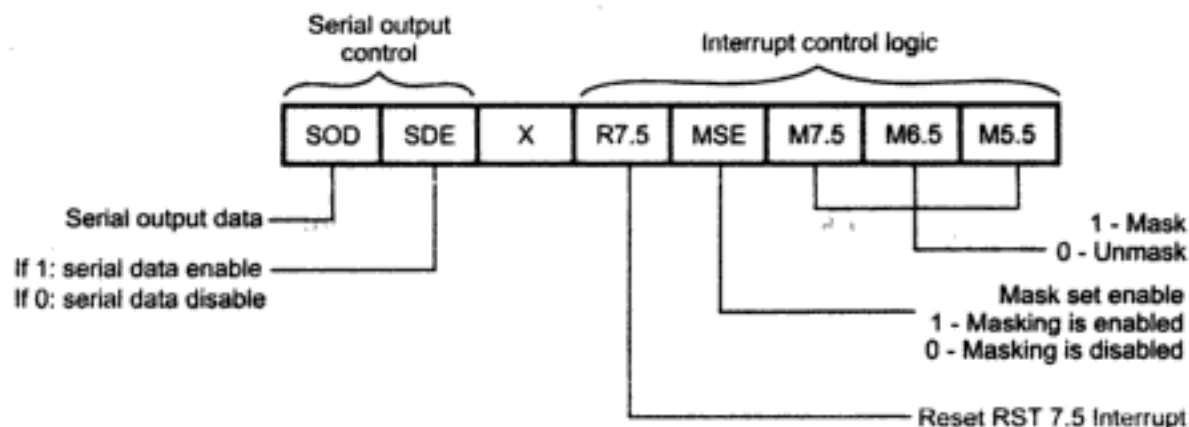 Serial output
control
Interrupt control logic
SOD SDE X R7.5 MSE M7.5 M6.5 M5.5
Serial output data
1 - Mask
0 - Unmask
If 1: serial data enable
If 0: serial data disable
Mask set enable
1 - Masking is enabled
0 - Masking is disabled
Reset RST 7.5 Interrupt